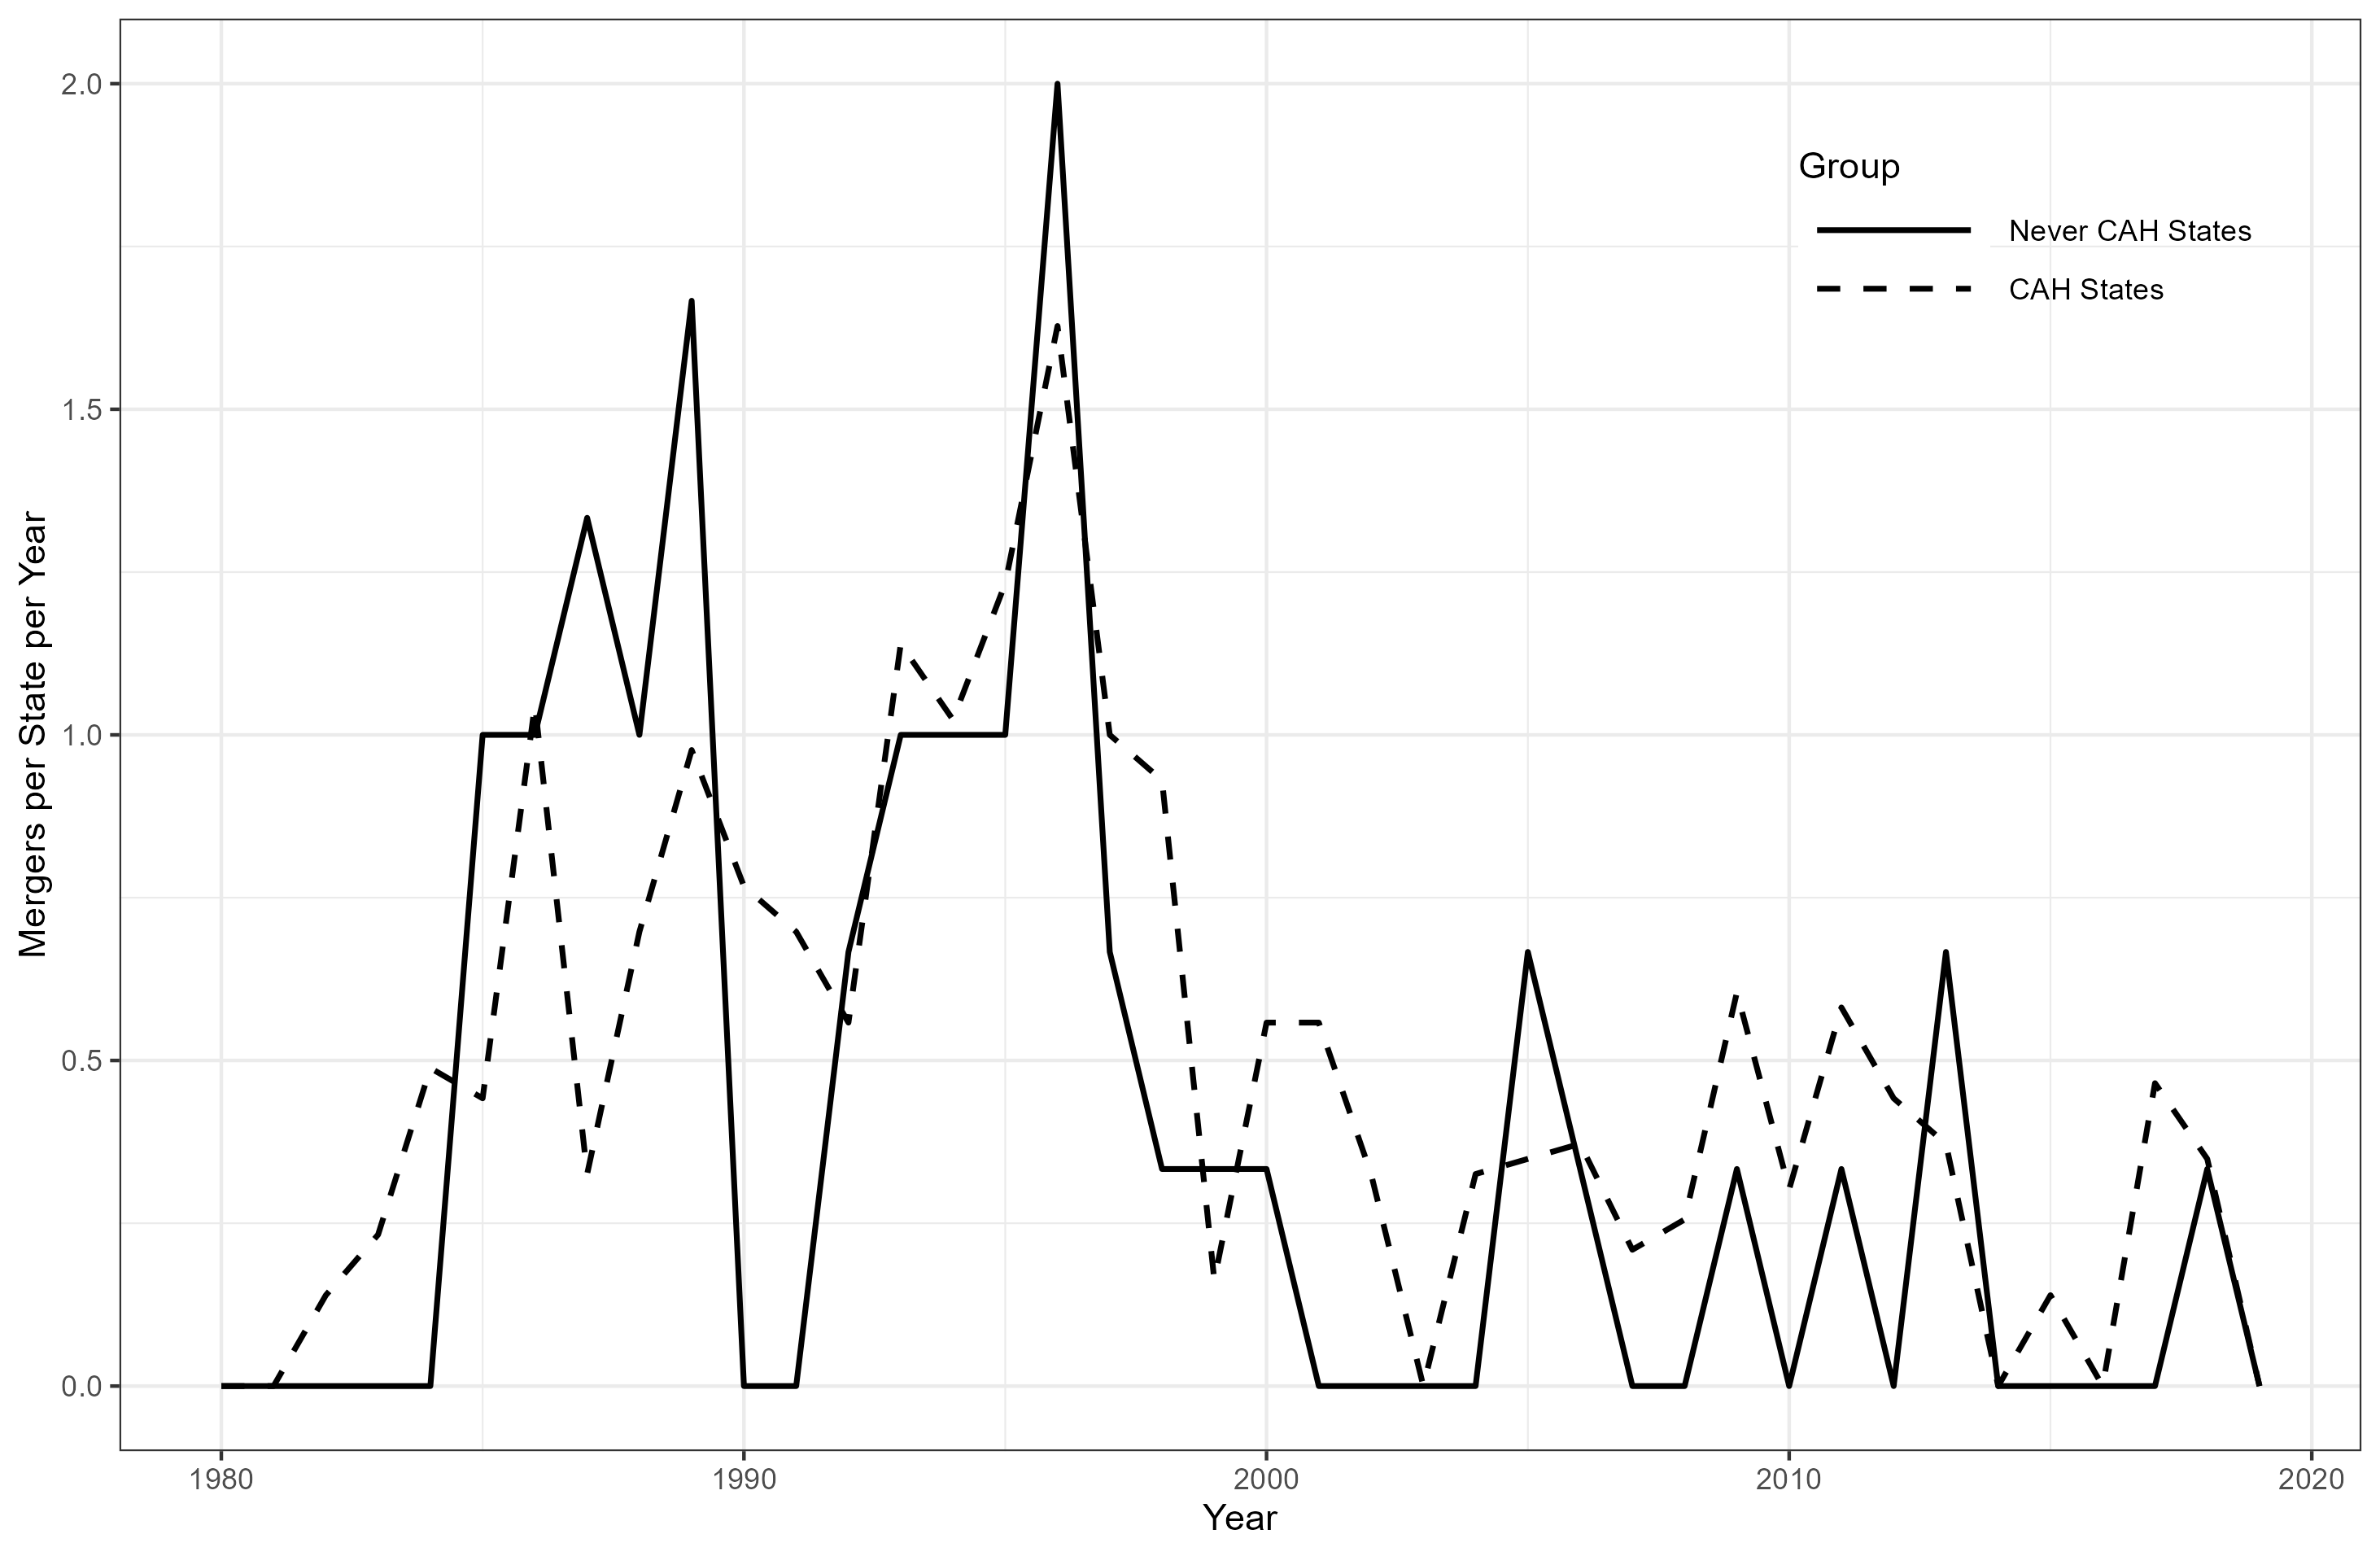 Mergers per State per Year
2.0
1.5
1.0
0.5
0.0
Group
Never CAH States
CAH States
1980
1990
2000
2010
2020
Year